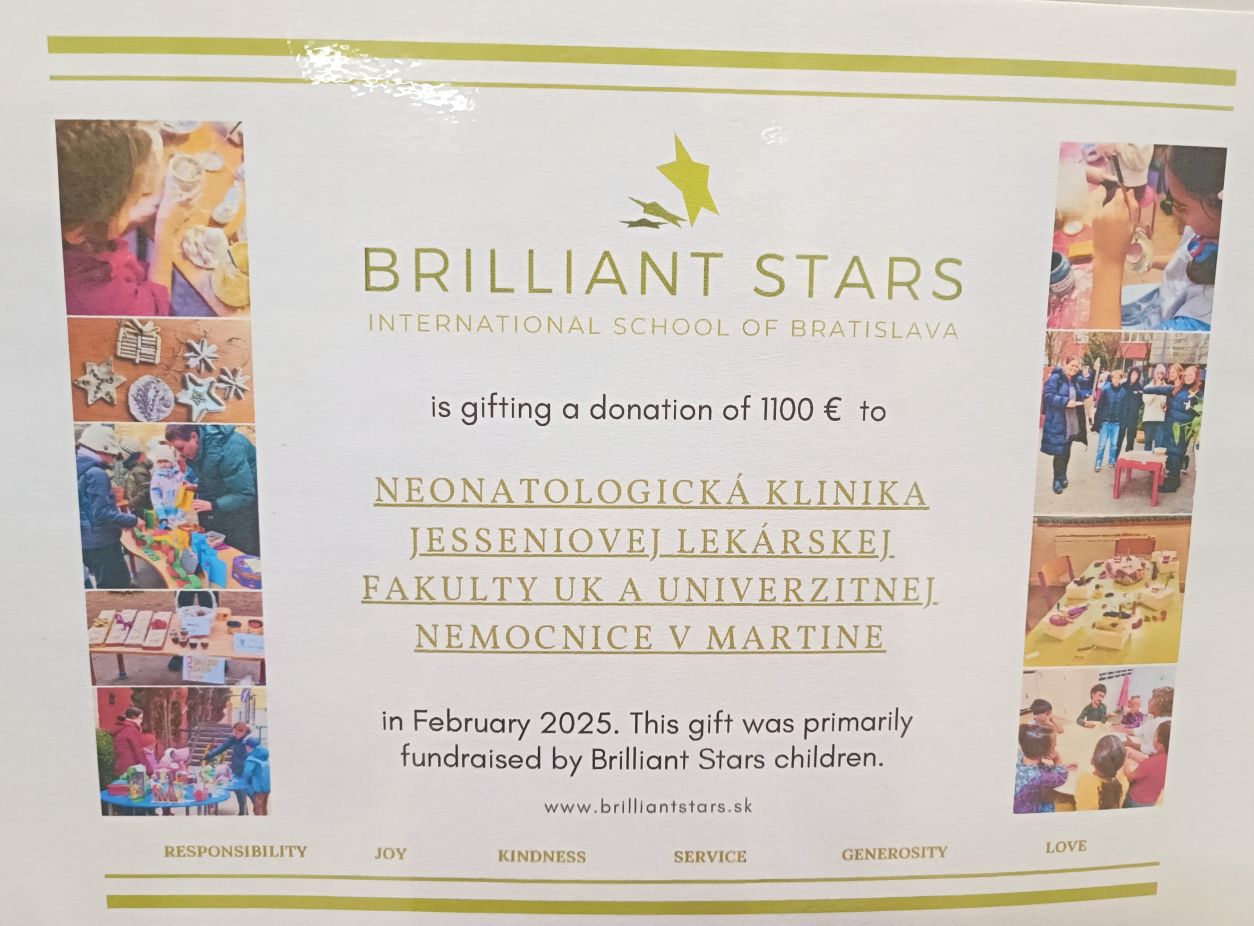 BRILLIANT STARS
INTERNATIONAL SCHOOL OF BRATISLAVA
is gifting a donation of 1100 € to
NEONATOLOGICKÁ KLINIKA
JESSENIOVEJ LEKÁRSKEJ
FAKULTY UK A UNIVERZITNEJ
NEMOCNICE V MARTINE
in February 2025. This gift was primarily
fundraised by Brilliant Stars children.
www.brilliantstars.sk
RESPONSIBILITY JOY KINDNESS SERVICE GENEROSITY LOVE